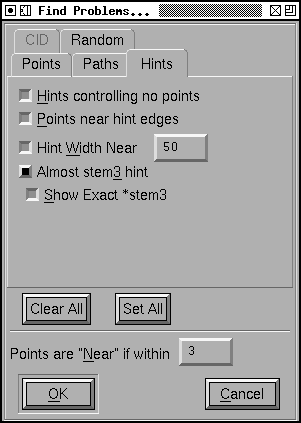 Find Problems...
CID Random
Points Paths Hints
Hints controlling no points
Points near hint edges
Hint Width Near 50
Almost stem3 hint
Show Exact *stem3
Clear All Set All
Points are "Near" if within 3
OK Cancel